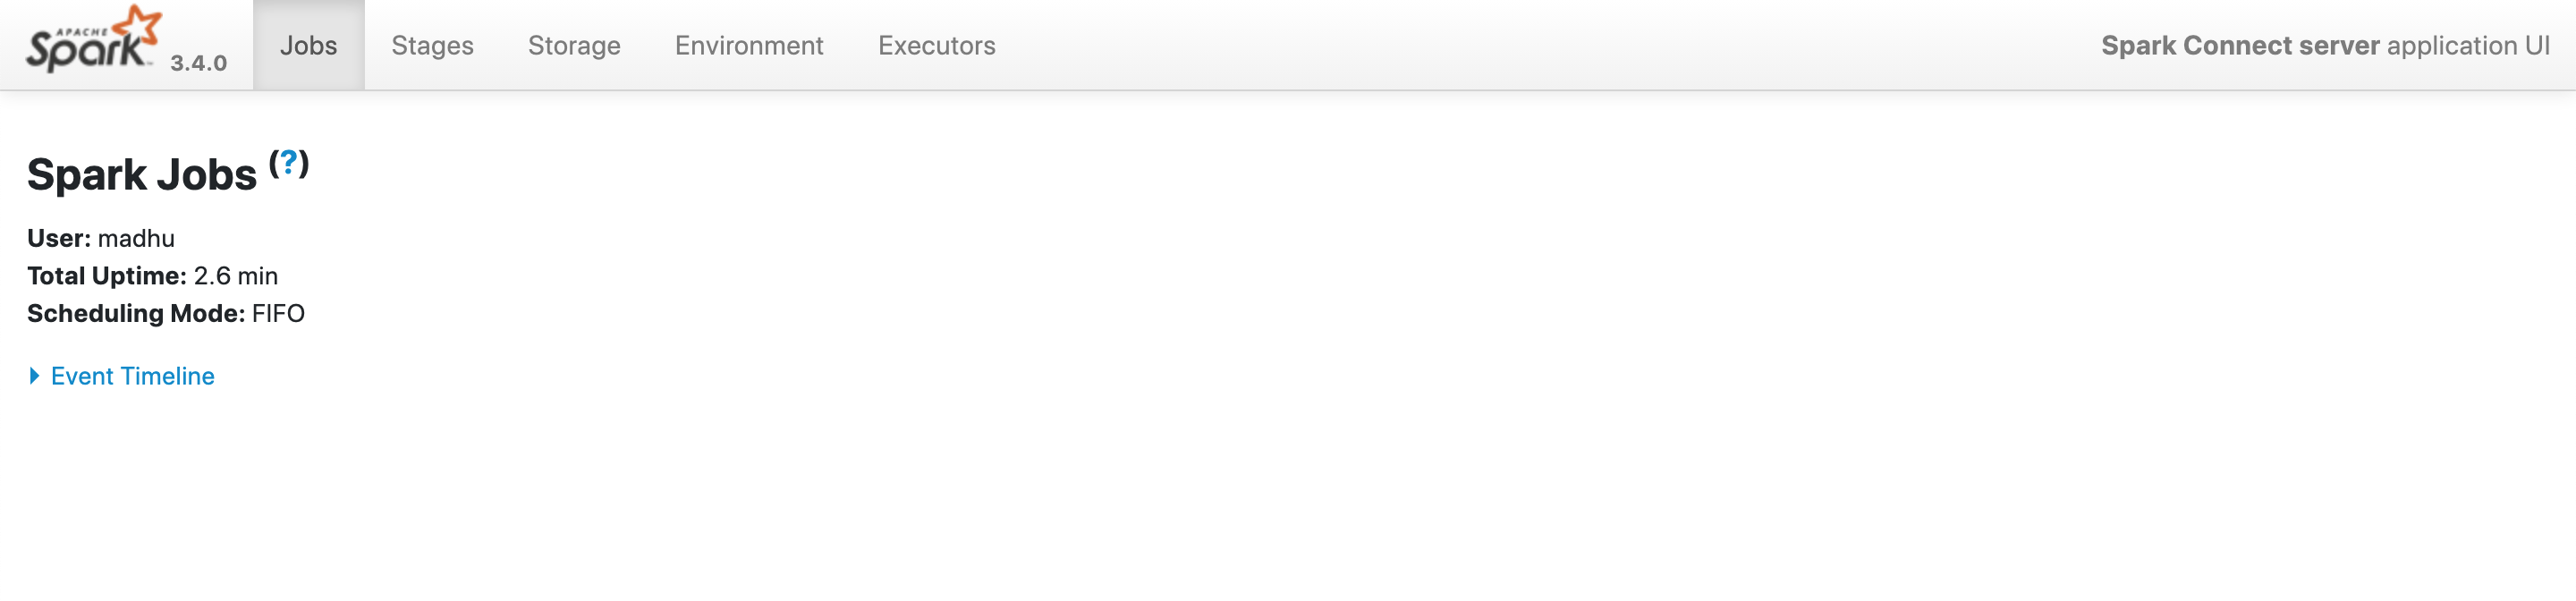 APACHE
Spark 3.4.0 Jobs Stages Storage Environment Executors Spark Connect server application UI
Spark Jobs (?)
User: madhu
Total Uptime: 2.6 min
Scheduling Mode: FIFO
Event Timeline